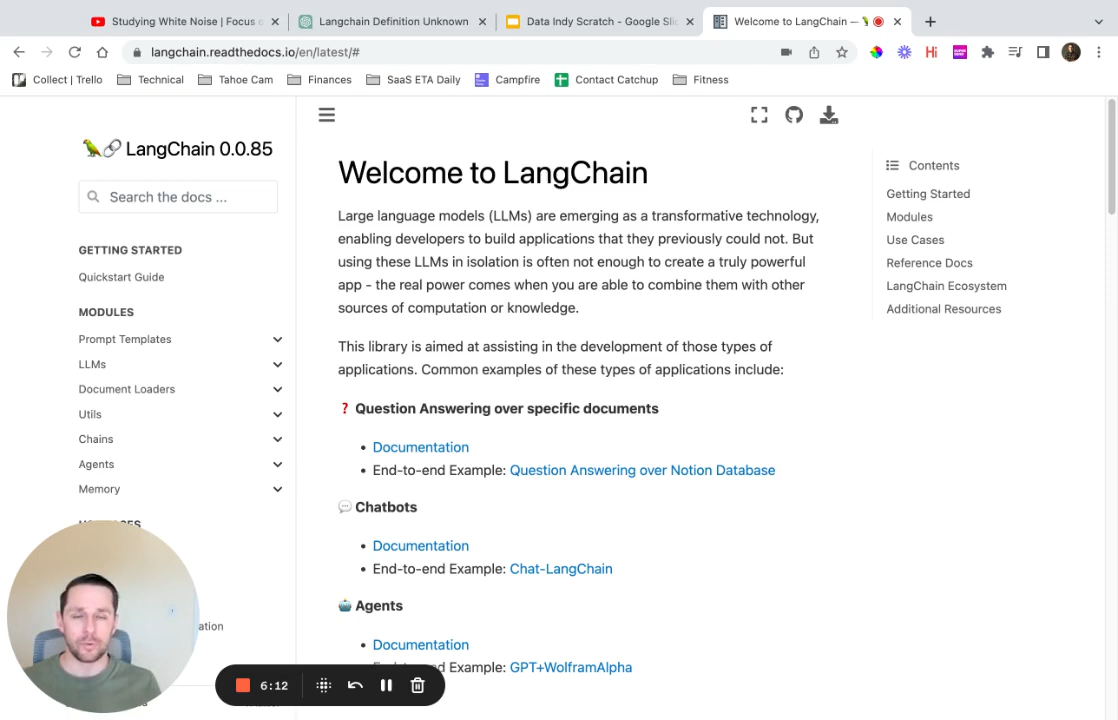 Studying White Noise | Focus
Langchain Definition Unknown
Data Indy Scratch - Google Slic
Welcome to LangChain —
langchain.readthedocs.io/en/latest/#
Hi
Collect | Trello
Technical
Tahoe Cam
Finances
SaaS ETA Daily
Campfire
Contact Catchup
Fitness
LangChain 0.0.85
Search the docs ...
GETTING STARTED
Quickstart Guide
MODULES
Prompt Templates
LLMs
Document Loaders
Utils
Chains
Agents
Memory
ation
Welcome to LangChain
Large language models (LLMs) are emerging as a transformative technology,
enabling developers to build applications that they previously could not. But
using these LLMs in isolation is often not enough to create a truly powerful
app - the real power comes when you are able to combine them with other
sources of computation or knowledge.
This library is aimed at assisting in the development of those types of
applications. Common examples of these types of applications include:
❓ Question Answering over specific documents
• Documentation
• End-to-end Example: Question Answering over Notion Database
💬 Chatbots
• Documentation
• End-to-end Example: Chat-LangChain
🤖 Agents
• Documentation
d Example: GPT+WolframAlpha
6:12
Contents
Getting Started
Modules
Use Cases
Reference Docs
LangChain Ecosystem
Additional Resources